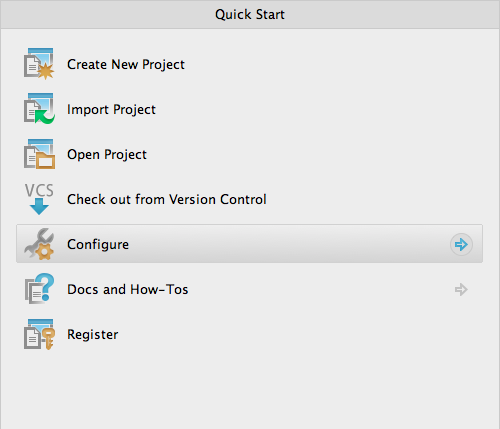 Quick Start
Create New Project
Import Project
Open Project
VCS
Check out from Version Control
Configure
Docs and How-Tos
Register